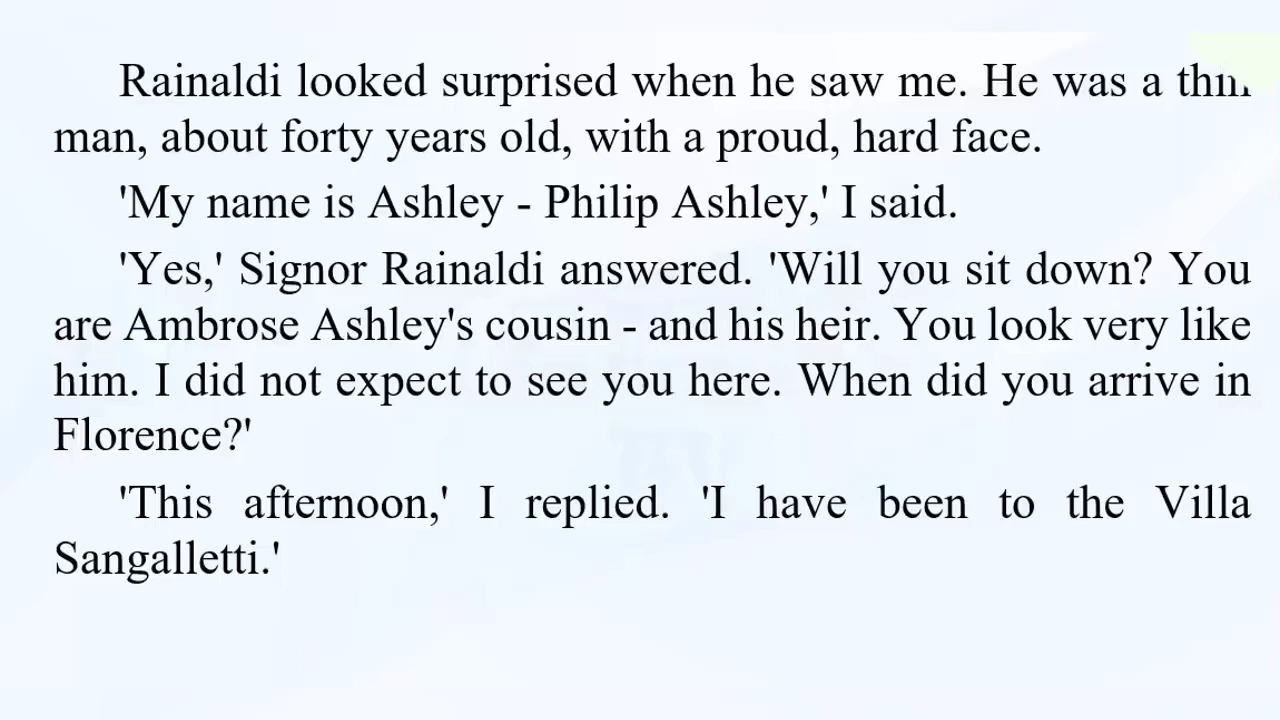 Rainaldi looked surprised when he saw me. He was a thin
man, about forty years old, with a proud, hard face.
'My name is Ashley - Philip Ashley,' I said.
'Yes,' Signor Rainaldi answered. 'Will you sit down? You
are Ambrose Ashley's cousin - and his heir. You look very like
him. I did not expect to see you here. When did you arrive in
Florence?'
'This afternoon,' I replied. 'I have been to the Villa
Sangalletti.'